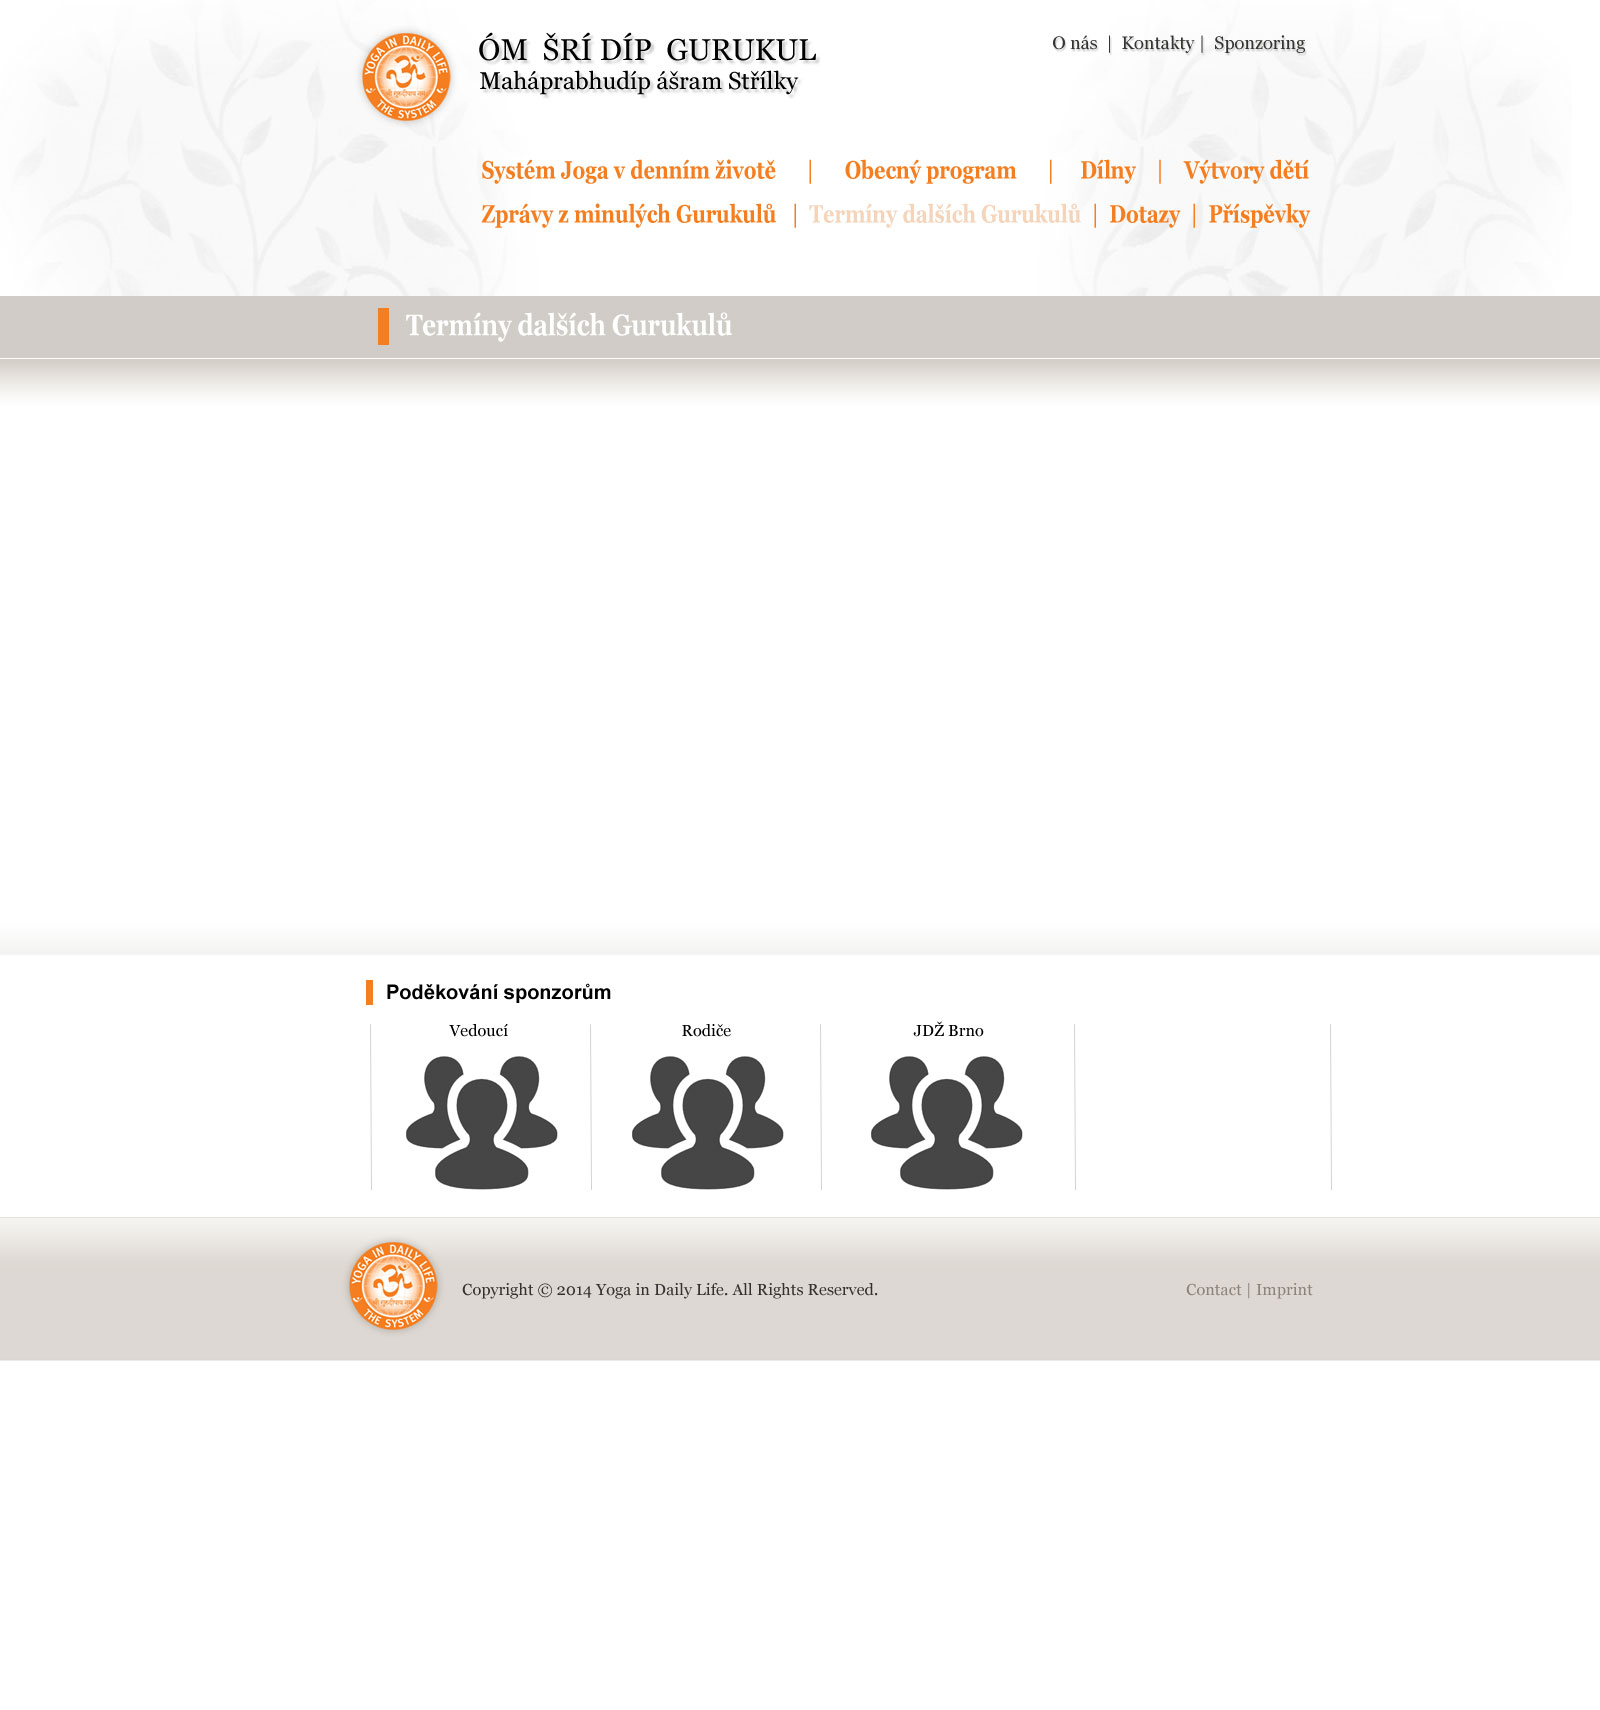 YOGA IN DAILY LIFE
THE SYSTEM
ÓM ŠRÍ DÍP GURUKUL
Maháprabhudíp ášram Střílky
O nás | Kontakty | Sponzoring
Systém Joga v denním životě | Obecný program | Dílny | Výtvory dětí
Zprávy z minulých Gurukulů | Termíny dalších Gurukulů | Dotazy | Příspěvky
Termíny dalších Gurukulů
Poděkování sponzorům
Vedoucí Rodiče JDŽ Brno
YOGA IN DAILY LIFE
THE SYSTEM
Copyright © 2014 Yoga in Daily Life. All Rights Reserved.
Contact | Imprint